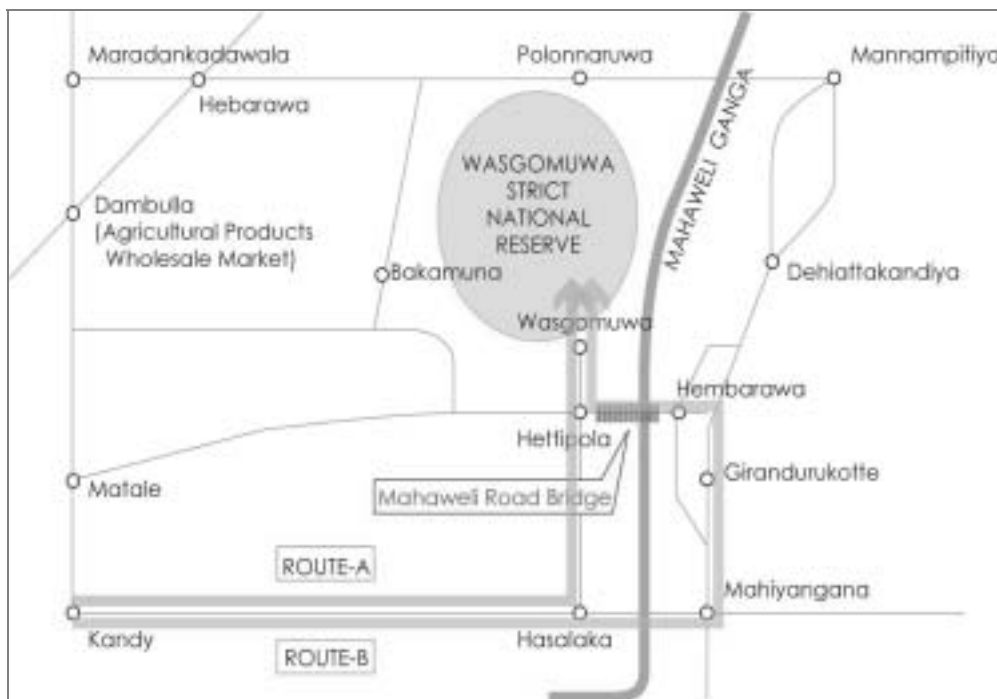 Maradankadawala
Polonnaruwa
Mannampitiya
Hebarawa
MAHAWELI GANGA
WASGOMUWA
STRICT
NATIONAL
RESERVE
Dambulla
(Agricultural Products
Wholesale Market)
Bakamuna
Dehiattakandiya
Wasgomuwa
Hembarawa
Hettipola
Girandurukotte
Matale
Mahaweli Road Bridge
ROUTE-A
Mahiyangana
Kandy
Hasalaka
ROUTE-B